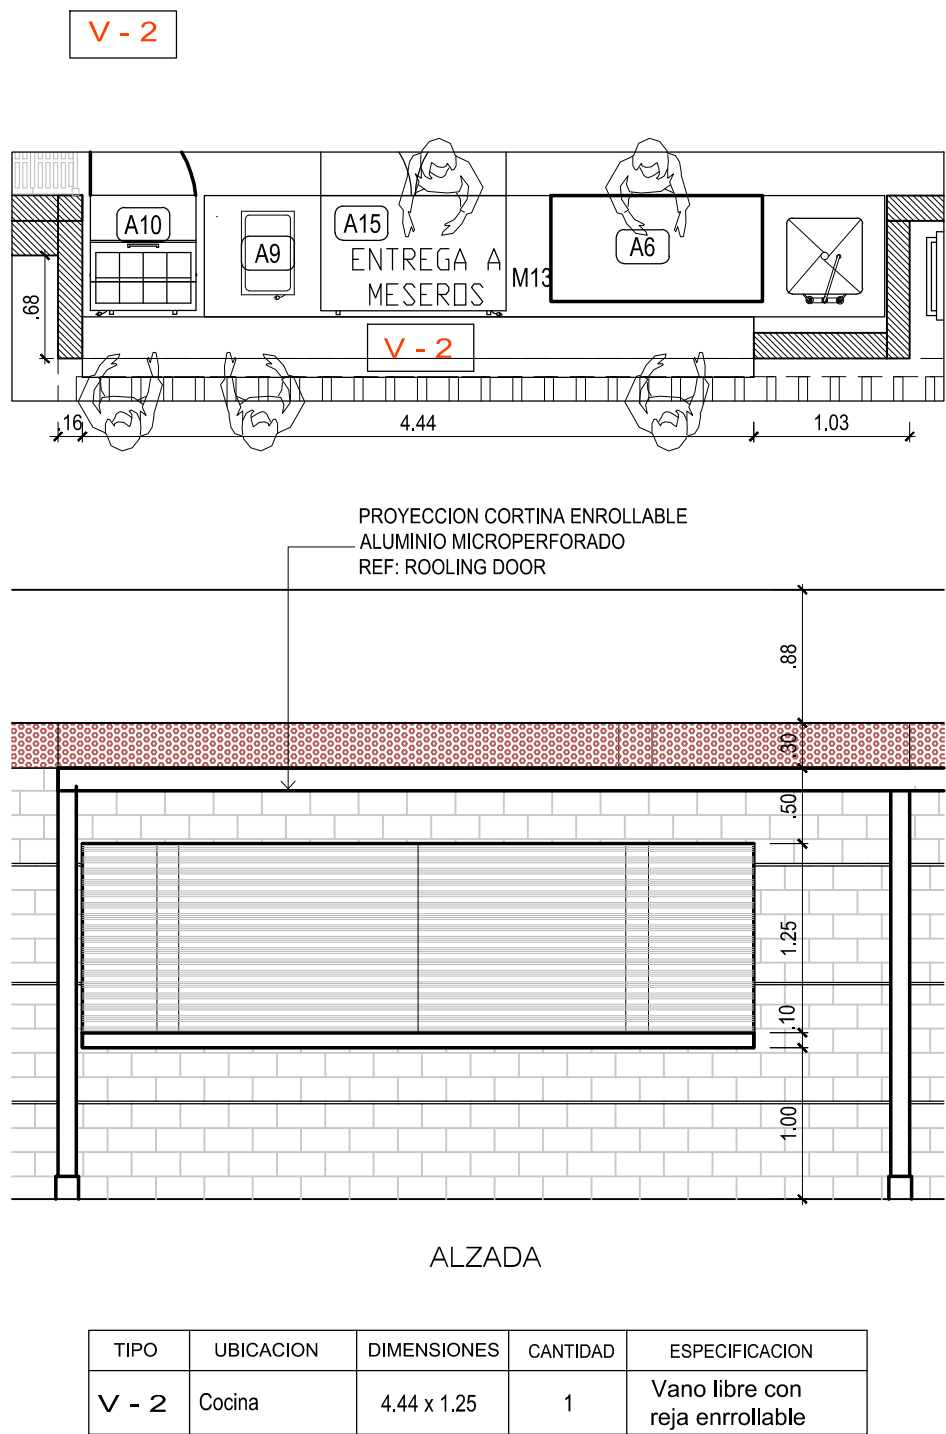 V - 2
A10
A9
A15
A6
ENTREGA A
MESEROS
M13
.68
V - 2
.16
4.44
1.03
PROYECCION CORTINA ENROLLABLE
ALUMINIO MICROPERFORADO
REF: ROOLING DOOR
.88
.30
.50
1.25
.10
1.00
ALZADA
TIPO UBICACION DIMENSIONES CANTIDAD ESPECIFICACION
V - 2 Cocina 4.44 x 1.25 1 Vano libre con
reja enrrollable